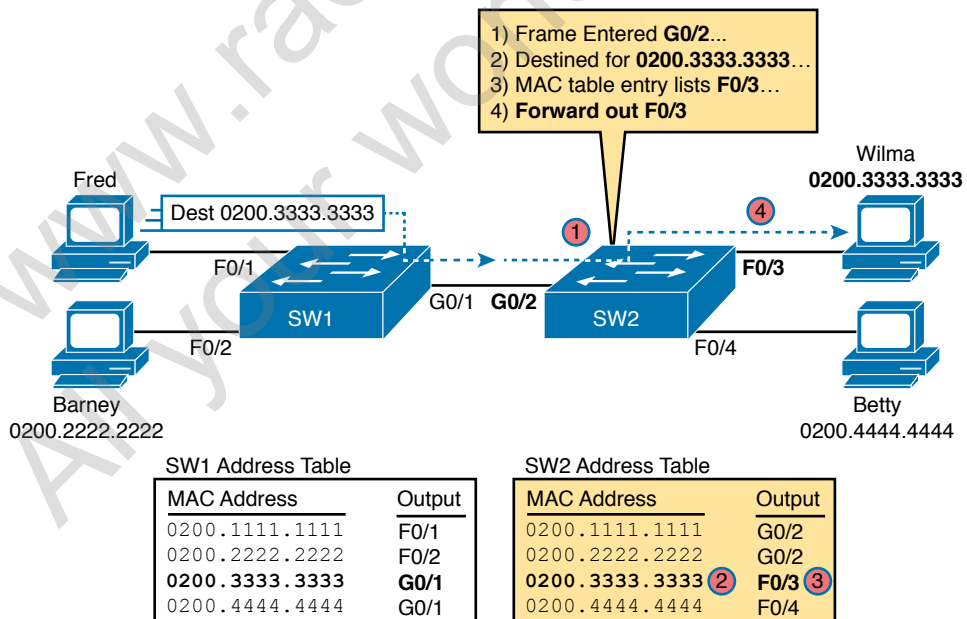 1) Frame Entered G0/2...
2) Destined for 0200.3333.3333...
3) MAC table entry lists F0/3...
4) Forward out F0/3
Wilma
0200.3333.3333
Fred
Dest 0200.3333.3333
1
4
F0/1
G0/1
G0/2
F0/3
SW1
SW2
F0/2
F0/4
Barney
0200.2222.2222
Betty
0200.4444.4444
SW1 Address Table
MAC Address Output
0200.1111.1111 F0/1
0200.2222.2222 F0/2
0200.3333.3333 G0/1
0200.4444.4444 G0/1
SW2 Address Table
MAC Address Output
0200.1111.1111 G0/2
0200.2222.2222 G0/2
0200.3333.3333 2 F0/3 3
0200.4444.4444 F0/4
www.rac
All your wor